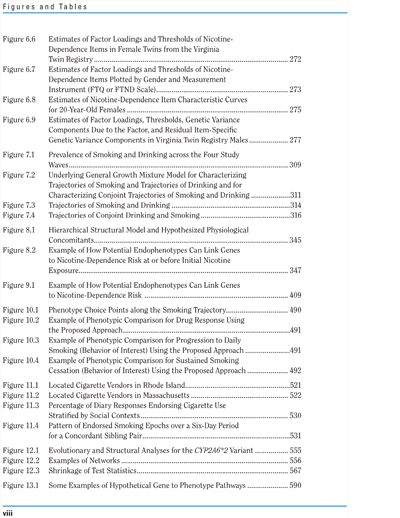 Figures and Tables
Figure 6.6 Estimates of Factor Loadings and Thresholds of Nicotine-
Dependence Items in Female Twins from the Virginia
Twin Registry 272
Figure 6.7 Estimates of Factor Loadings and Thresholds of Nicotine-
Dependence Items Plotted by Gender and Measurement
Instrument (FTQ or FTND Scale) 273
Figure 6.8 Estimates of Nicotine-Dependence Item Characteristic Curves
for 20-Year-Old Females 275
Figure 6.9 Estimates of Factor Loadings, Thresholds, Genetic Variance
Components Due to the Factor, and Residual Item-Specific
Genetic Variance Components in Virginia Twin Registry Males 277
Figure 7.1 Prevalence of Smoking and Drinking across the Four Study
Waves 309
Figure 7.2 Underlying General Growth Mixture Model for Characterizing
Trajectories of Smoking and Trajectories of Drinking and for
Characterizing Conjoint Trajectories of Smoking and Drinking 311
Figure 7.3 Trajectories of Smoking and Drinking 314
Figure 7.4 Trajectories of Conjoint Drinking and Smoking 316
Figure 8.1 Hierarchical Structural Model and Hypothesized Physiological
Concomitants 345
Figure 8.2 Example of How Potential Endophenotypes Can Link Genes
to Nicotine-Dependence Risk at or before Initial Nicotine
Exposure 347
Figure 9.1 Example of How Potential Endophenotypes Can Link Genes
to Nicotine-Dependence Risk 409
Figure 10.1 Phenotype Choice Points along the Smoking Trajectory 490
Figure 10.2 Example of Phenotypic Comparison for Drug Response Using
the Proposed Approach 491
Figure 10.3 Example of Phenotypic Comparison for Progression to Daily
Smoking (Behavior of Interest) Using the Proposed Approach 491
Figure 10.4 Example of Phenotypic Comparison for Sustained Smoking
Cessation (Behavior of Interest) Using the Proposed Approach 492
Figure 11.1 Located Cigarette Vendors in Rhode Island 521
Figure 11.2 Located Cigarette Vendors in Massachusetts 522
Figure 11.3 Percentage of Diary Responses Endorsing Cigarette Use
Stratified by Social Contexts 530
Figure 11.4 Pattern of Endorsed Smoking Epochs over a Six-Day Period
for a Concordant Sibling Pair 531
Figure 12.1 Evolutionary and Structural Analyses for the CYP2A6*2 Variant 555
Figure 12.2 Examples of Networks 556
Figure 12.3 Shrinkage of Test Statistics 567
Figure 13.1 Some Examples of Hypothetical Gene to Phenotype Pathways 590
viii